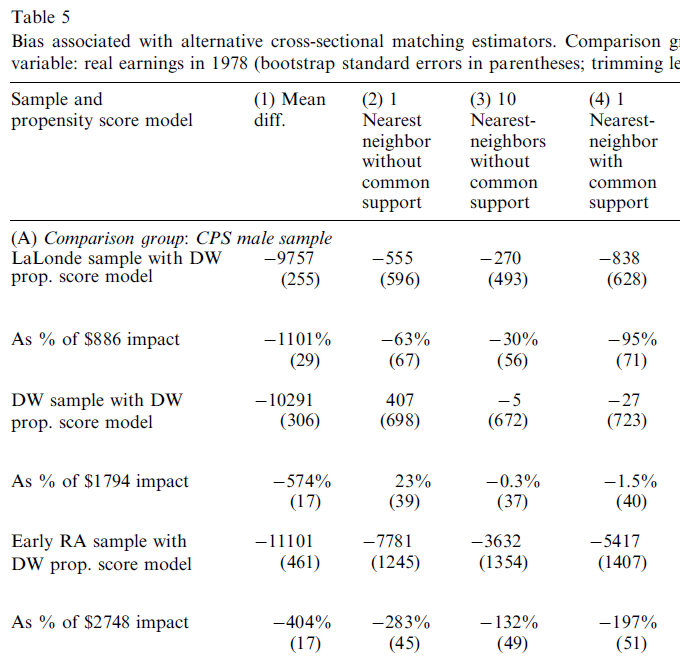 Table 5
Bias associated with alternative cross-sectional matching estimators. Comparison
variable: real earnings in 1978 (bootstrap standard errors in parentheses; trimming
Sample and (1) Mean (2) 1 (3) 10 (4) 1
propensity score model diff. Nearest Nearest- Nearest-
neighbor neighbors neighbor
without without with
common common common
support support support
(A) Comparison group: CPS male sample
LaLonde sample with DW −9757 −555 −270 −838
prop. score model (255) (596) (493) (628)
As % of $886 impact −1101% −63% −30% −95%
(29) (67) (56) (71)
DW sample with DW −10291 407 −5 −27
prop. score model (306) (698) (672) (723)
As % of $1794 impact −574% 23% −0.3% −1.5%
(17) (39) (37) (40)
Early RA sample with −11101 −7781 −3632 −5417
DW prop. score model (461) (1245) (1354) (1407)
As % of $2748 impact −404% −283% −132% −197%
(17) (45) (49) (51)